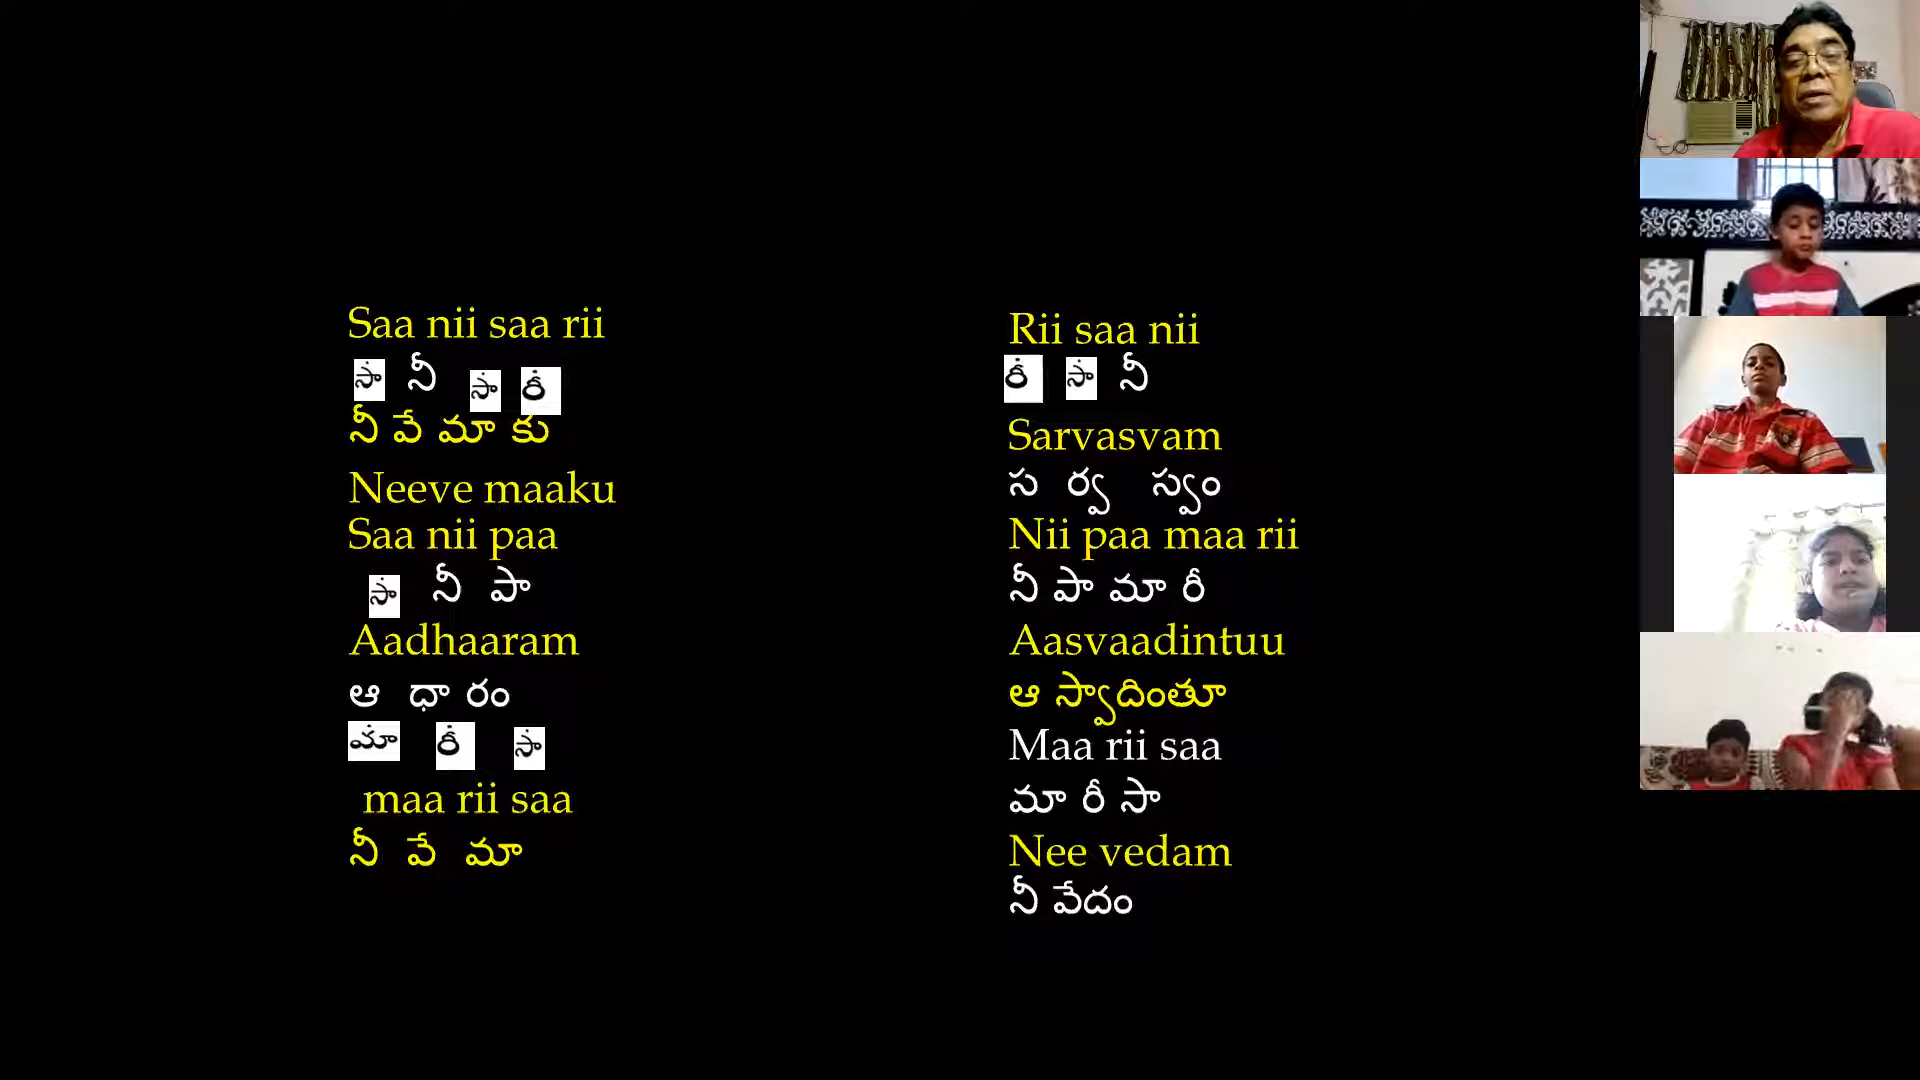 Saa nii saa rii
సా నీ సా రీ
నీ వే మా కు
Neeve maaku
Saa nii paa
సా నీ పా
Aadhaaram
ఆ ధా రం
మా రీ సా
maa rii saa
నీ వే మా
Rii saa nii
రీ సా నీ
Sarvasvam
స ర్వ స్వం
Nii paa maa rii
నీ పా మా రీ
Aasvaadintuu
ఆ స్వాదింతూ
Maa rii saa
మా రీ సా
Nee vedam
నీ వేదం